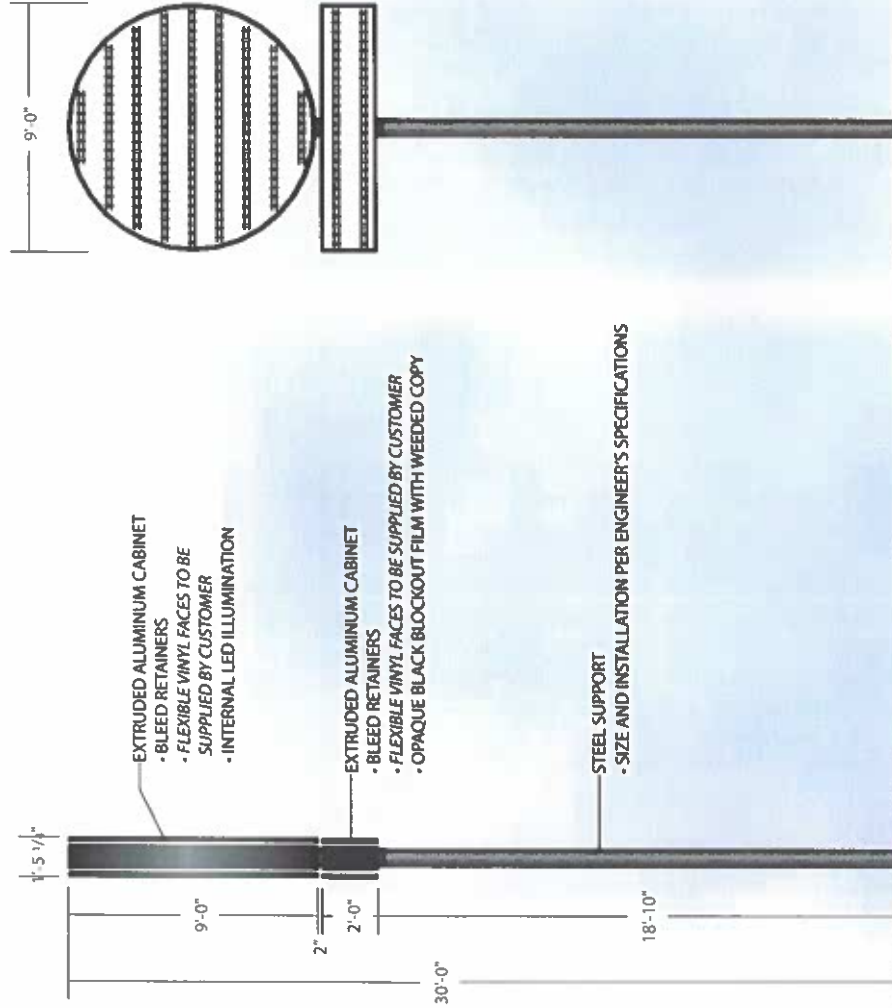 9'-0"
1'-5 1/4"
EXTRUDED ALUMINUM CABINET
• BLEED RETAINERS
• FLEXIBLE VINYL FACES TO BE
SUPPLIED BY CUSTOMER
• INTERNAL LED ILLUMINATION
9'-0"
2"
2'-0"
EXTRUDED ALUMINUM CABINET
• BLEED RETAINERS
• FLEXIBLE VINYL FACES TO BE SUPPLIED BY CUSTOMER
• OPAQUE BLACK BLOCKOUT FILM WITH WEEDED COPY
STEEL SUPPORT
• SIZE AND INSTALLATION PER ENGINEER'S SPECIFICATIONS
18'-10"
30'-0"